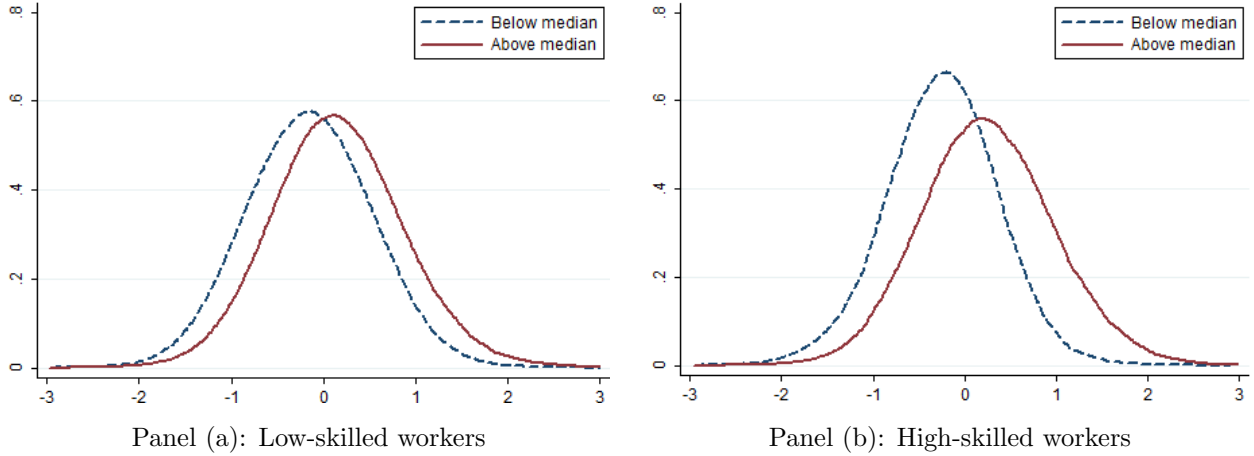 .8
.6
.4
.2
0
-3 -2 -1 0 1 2 3
Below median
Above median
Panel (a): Low-skilled workers
.8
.6
.4
.2
0
-3 -2 -1 0 1 2 3
Below median
Above median
Panel (b): High-skilled workers